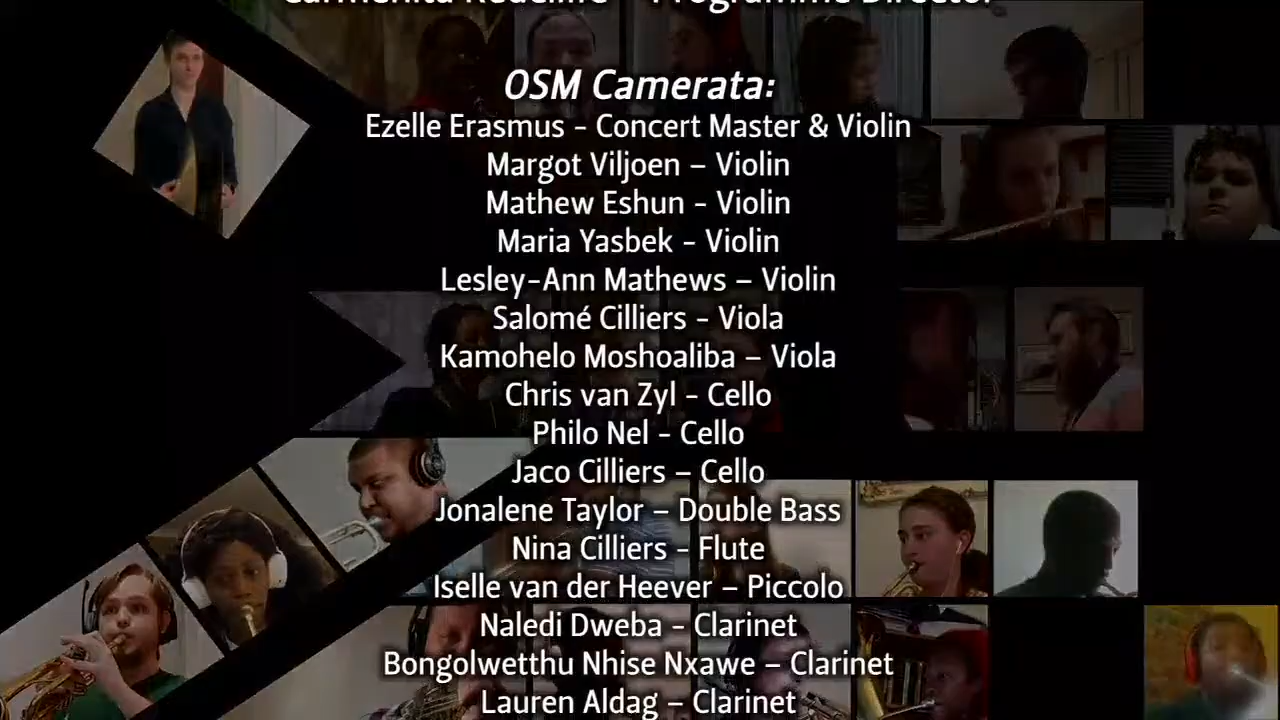 Programme Director
OSM Camerata:
Ezelle Erasmus - Concert Master & Violin
Margot Viljoen – Violin
Mathew Eshun - Violin
Maria Yasbek - Violin
Lesley-Ann Mathews – Violin
Salomé Cilliers - Viola
Kamohelo Moshoaliba – Viola
Chris van Zyl - Cello
Philo Nel - Cello
Jaco Cilliers – Cello
Jonalene Taylor – Double Bass
Nina Cilliers - Flute
Iselle van der Heever – Piccolo
Naledi Dweba - Clarinet
Bongolwetthu Nhise Nxawe – Clarinet
Lauren Aldag – Clarinet